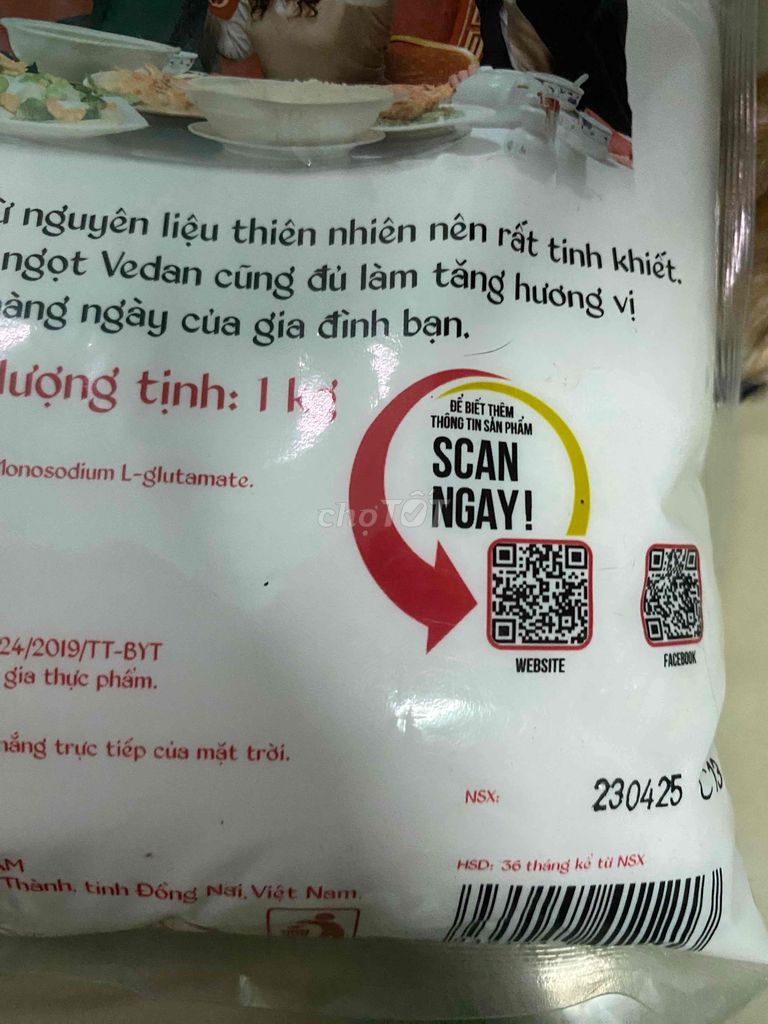 nguyên liệu thiên nhiên nên rất tinh khiết.
ngọt Vedan cũng đủ làm tăng hương vị
ngày của gia đình bạn.
lượng tịnh: 1 kg
ĐỂ BIẾT THÊM
THÔNG TIN SẢN PHẨM
SCAN
NGAY!
Monosodium L-glutamate.
chợTỐT
WEBSITE
FACEBOOK
24/2019/TT-BYT
gia thực phẩm.
nắng trực tiếp của mặt trời.
NSX:
230425 C13
HSD: 36 tháng kể từ NSX
Thành, tỉnh Đồng Nai, Việt Nam.